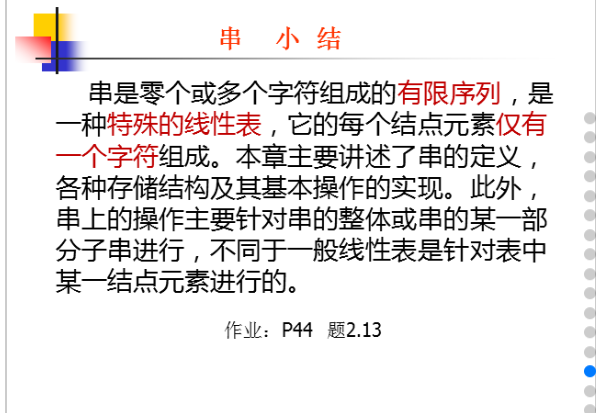 串 小 结
串是零个或多个字符组成的有限序列，是
一种特殊的线性表，它的每个结点元素仅有
一个字符组成。本章主要讲述了串的定义，
各种存储结构及其基本操作的实现。此外，
串上的操作主要针对串的整体或串的某一部
分子串进行，不同于一般线性表是针对表中
某一结点元素进行的。
作业：P44 题2.13